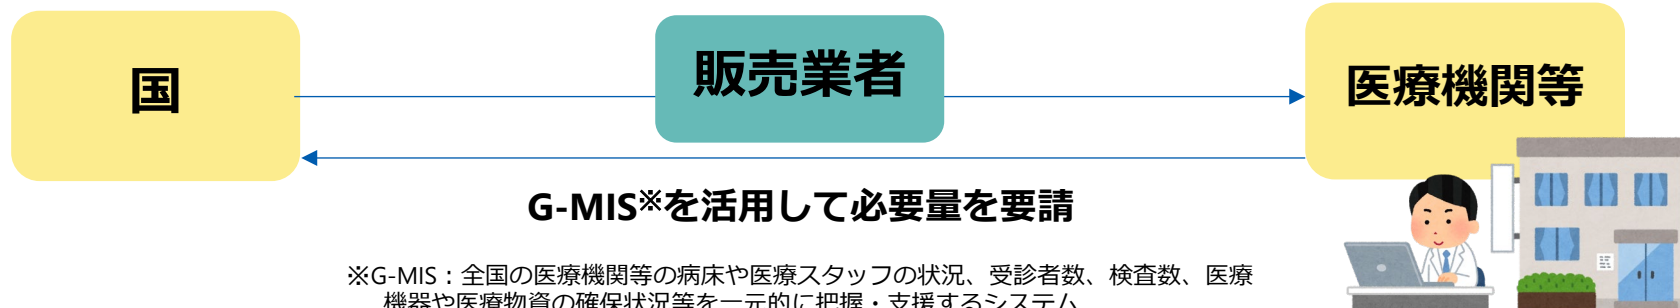 国
販売業者
医療機関等
G-MIS※を活用して必要量を要請
※G-MIS：全国の医療機関等の病床や医療スタッフの状況、受診者数、検査数、医療
機器や医療物資の確保状況等を一元的に把握・支援するシステム